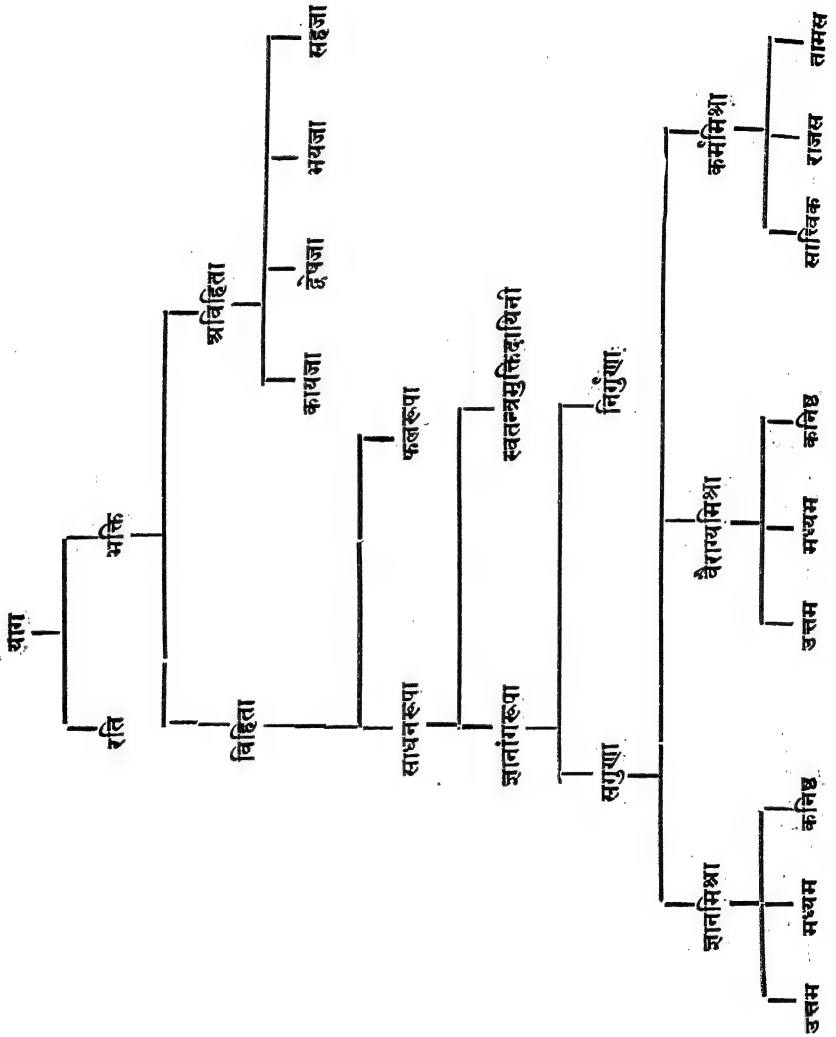 याग
रति भक्ति
विहिता अविहिता
कायजा द्वेषजा भयजा सहजा
साधनरूपा फलरूपा
ज्ञानांगरूपा स्वतन्त्रमुक्तिदायिनी
सगुणा निर्गुणा
ज्ञानमिश्रा वैराग्यमिश्रा कर्ममिश्रा
उत्तम मध्यम कनिष्ठ उत्तम मध्यम कनिष्ठ सात्त्विक राजस तामस